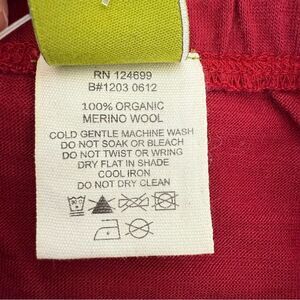 RN 124699
B#1203 0612
100% ORGANIC
MERINO WOOL
COLD GENTLE MACHINE WASH
DO NOT SOAK OR BLEACH
DO NOT TWIST OR WRING
DRY FLAT IN SHADE
COOL IRON
DO NOT DRY CLEAN